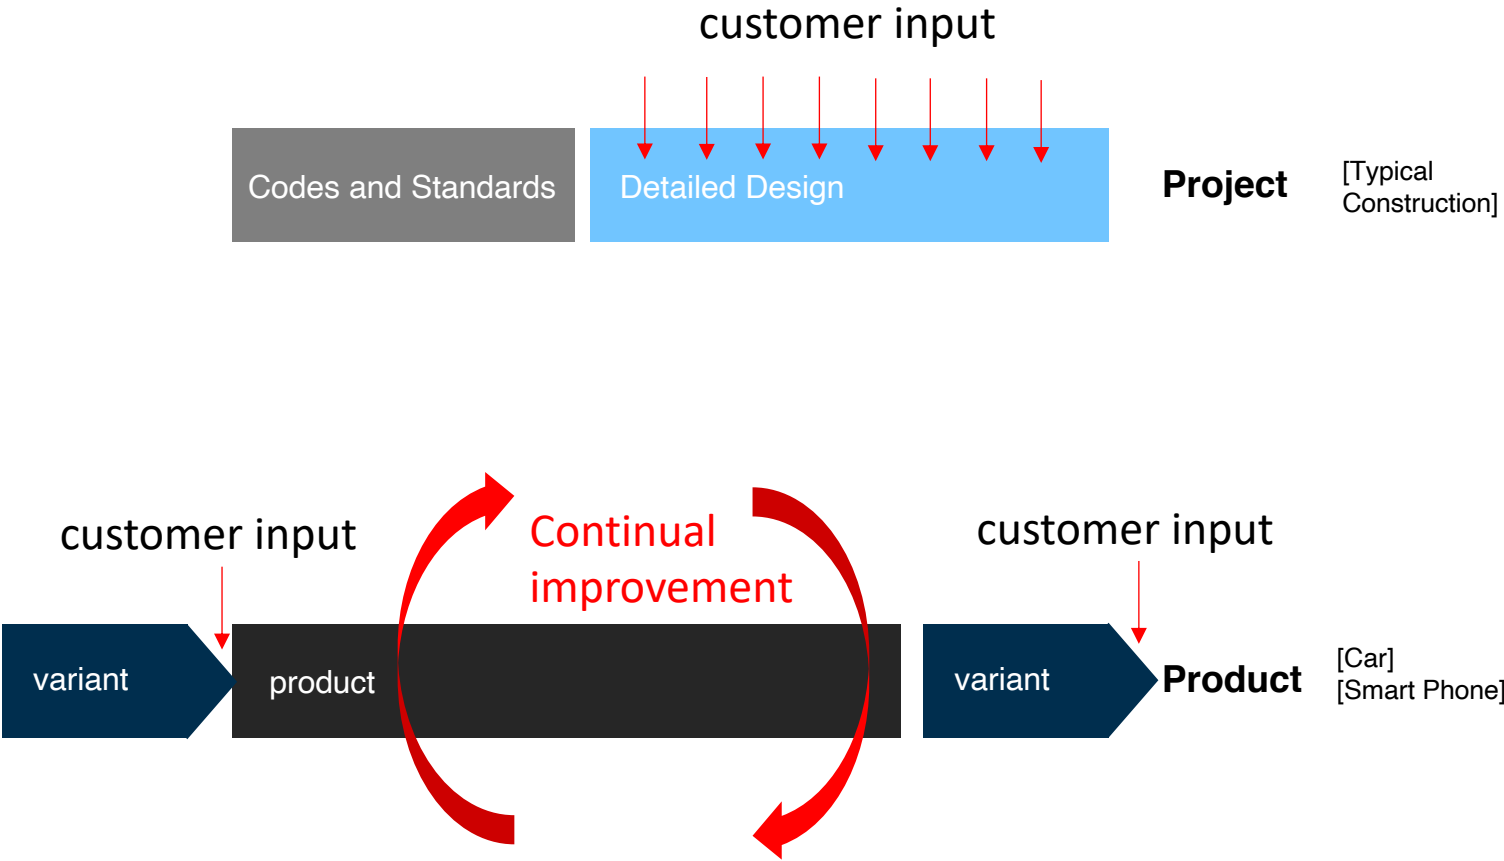 customer input
Codes and Standards
Detailed Design
Project
[Typical
Construction]
customer input
Continual
improvement
customer input
variant
product
variant
Product
[Car]
[Smart Phone]